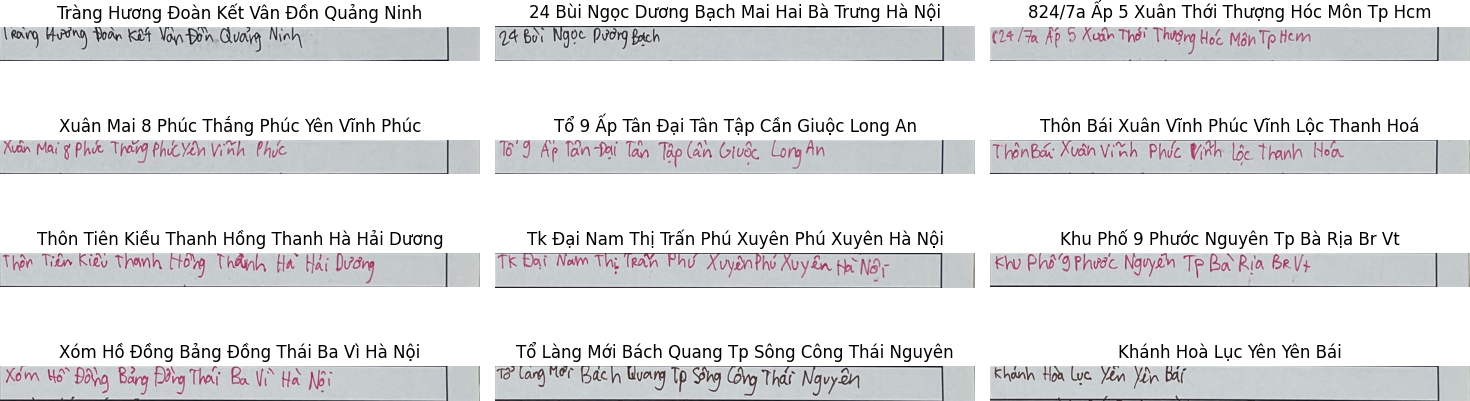 Tràng Hương Đoàn Kết Vân Đồn Quảng Ninh
Tràng Hương Đoàn Kết Vân Đồn Quảng Ninh
24 Bùi Ngọc Dương Bạch Mai Hai Bà Trưng Hà Nội
24 Bùi Ngọc Dương Bạch
824/7a Ấp 5 Xuân Thới Thượng Hóc Môn Tp Hcm
824/7a Ấp 5 Xuân Thới Thượng Hóc Môn Tp Hcm
Xuân Mai 8 Phúc Thắng Phúc Yên Vĩnh Phúc
Xuân Mai 8 Phúc Thắng Phúc Yên Vĩnh Phúc
Tổ 9 Ấp Tân Đại Tân Tập Cần Giuộc Long An
Tổ 9 Ấp Tân Đại Tân Tập Cần Giuộc Long An
Thôn Bái Xuân Vĩnh Phúc Vĩnh Lộc Thanh Hoá
Thôn Bái Xuân Vĩnh Phúc Vĩnh Lộc Thanh Hóa
Thôn Tiên Kiều Thanh Hồng Thanh Hà Hải Dương
Thôn Tiên Kiều Thanh Hồng Thanh Hà Hải Dương
Tk Đại Nam Thị Trấn Phú Xuyên Phú Xuyên Hà Nội
Tk Đại Nam Thị Trấn Phú Xuyên Phú Xuyên Hà Nội
Khu Phố 9 Phước Nguyên Tp Bà Rịa Br Vt
Khu Phố 9 Phước Nguyên Tp Bà Rịa BR Vt
Xóm Hồ Đồng Bảng Đồng Thái Ba Vì Hà Nội
Xóm Hồ Đồng Bảng Đồng Thái Ba Vì Hà Nội
Tổ Làng Mới Bách Quang Tp Sông Công Thái Nguyên
Tổ Làng Mới Bách Quang Tp Sông Công Thái Nguyên
Khánh Hoà Lục Yên Yên Bái
Khánh Hòa Lục Yên Yên Bái